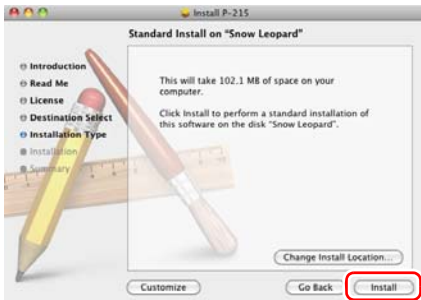 Install P-215
Standard Install on "Snow Leopard"
Introduction
Read Me
License
Destination Select
Installation Type
Installation
Summary
This will take 102.1 MB of space on your
computer.
Click Install to perform a standard installation of
this software on the disk "Snow Leopard".
Change Install Location...
Customize
Go Back
Install